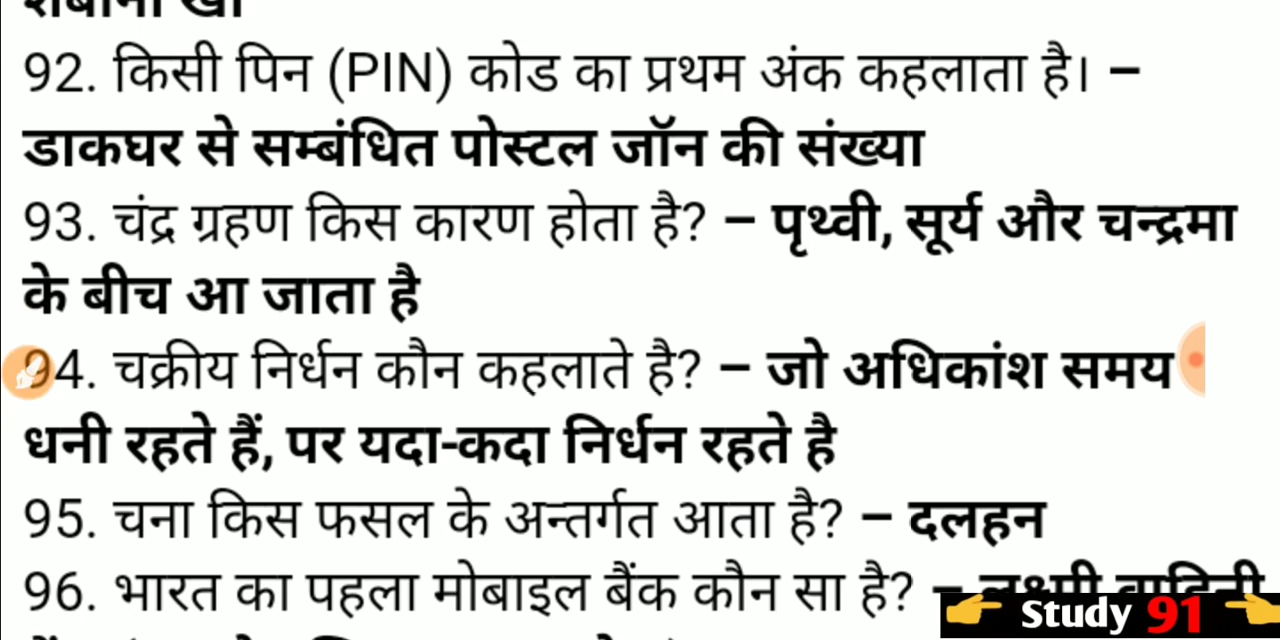 92. किसी पिन (PIN) कोड का प्रथम अंक कहलाता है। –
डाकघर से सम्बंधित पोस्टल जॉन की संख्या
93. चंद्र ग्रहण किस कारण होता है? – पृथ्वी, सूर्य और चन्द्रमा
के बीच आ जाता है
94. चक्रीय निर्धन कौन कहलाते है? – जो अधिकांश समय
धनी रहते हैं, पर यदा-कदा निर्धन रहते है
95. चना किस फसल के अन्तर्गत आता है? – दलहन
96. भारत का पहला मोबाइल बैंक कौन सा है? – लक्ष्मी वाहिनी
Study 91